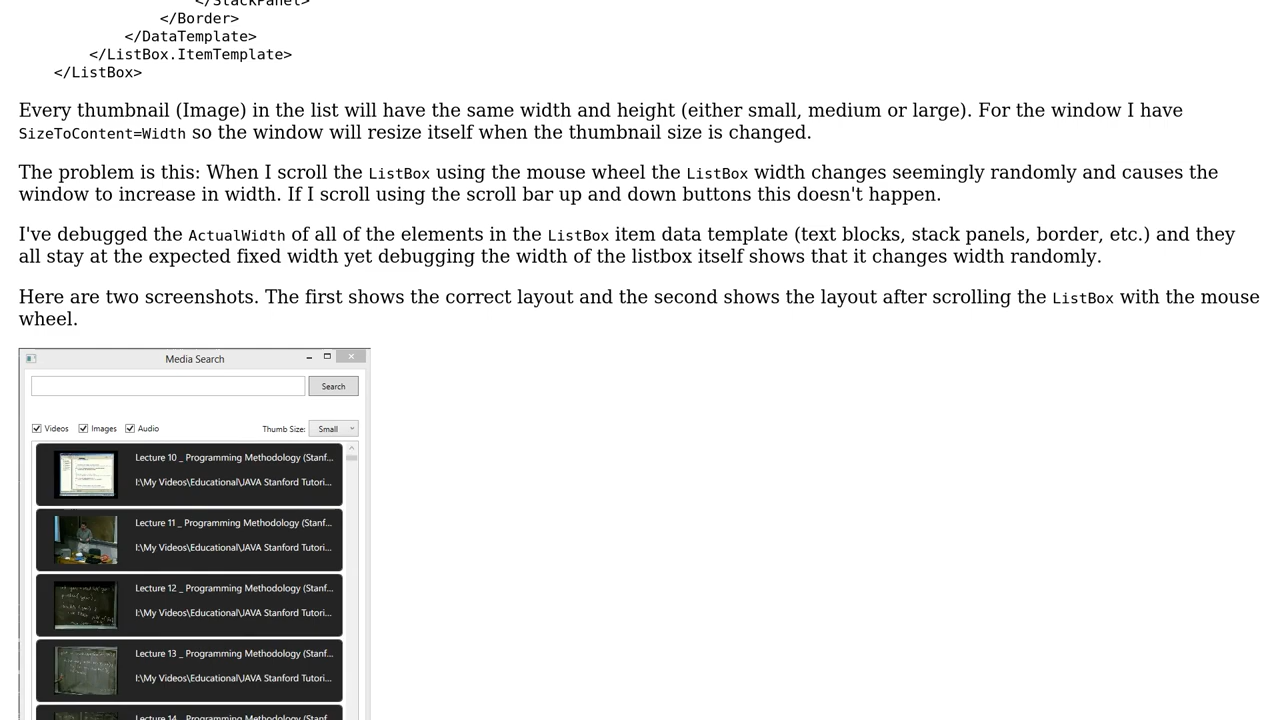 </StackPanel>
</Border>
</DataTemplate>
</ListBox.ItemTemplate>
</ListBox>
Every thumbnail (Image) in the list will have the same width and height (either small, medium or large). For the window I have
SizeToContent=Width so the window will resize itself when the thumbnail size is changed.
The problem is this: When I scroll the ListBox using the mouse wheel the ListBox width changes seemingly randomly and causes the
window to increase in width. If I scroll using the scroll bar up and down buttons this doesn't happen.
I've debugged the ActualWidth of all of the elements in the ListBox item data template (text blocks, stack panels, border, etc.) and they
all stay at the expected fixed width yet debugging the width of the listbox itself shows that it changes width randomly.
Here are two screenshots. The first shows the correct layout and the second shows the layout after scrolling the ListBox with the mouse
wheel.
Media Search
Search
Videos Images Audio Thumb Size: Small
Lecture 10 _ Programming Methodology (Stanf...
I:\My Videos\Educational\JAVA Stanford Tutori...
Lecture 11 _ Programming Methodology (Stanf...
I:\My Videos\Educational\JAVA Stanford Tutori...
Lecture 12 _ Programming Methodology (Stanf...
I:\My Videos\Educational\JAVA Stanford Tutori...
Lecture 13 _ Programming Methodology (Stanf...
I:\My Videos\Educational\JAVA Stanford Tutori...
Lecture 14 _ Programming Methodology (Stanf...